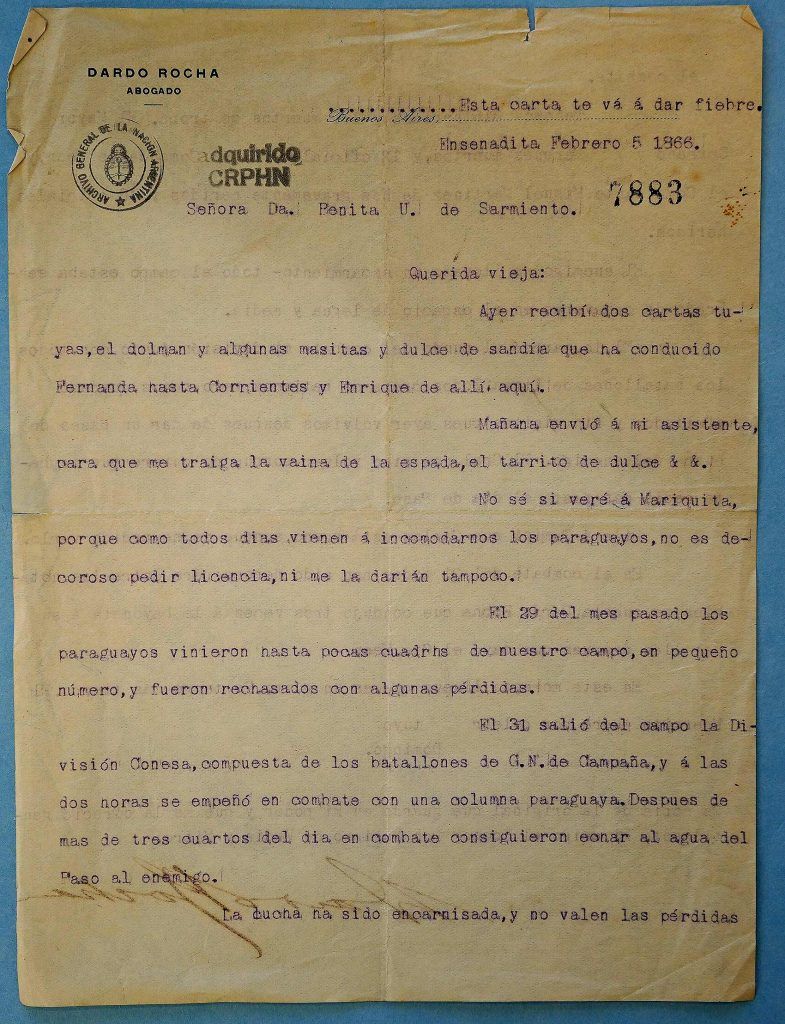 DARDO ROCHA
ABOGADO
Buenos Aires, Esta carta te vá á dar fiebre.
Ensenadita Febrero 5 1866.
ARCHIVO GENERAL DE LA NACIÓN ARGENTINA
adquirido
CRPHN
7883
Señora Da. Benita U. de Sarmiento.
Querida vieja:
Ayer recibí dos cartas tu-
yas, el dolman y algunas masitas y dulce de sandía que ha conducido
Fernanda hasta Corrientes y Enrique de allí aquí.
Mañana envió á mi asistente,
para que me traiga la vaina de la espada, el tarrito de dulce & &.
No sé si veré á Mariquita,
porque como todos dias vienen á incomodarnos los paraguayos, no es de-
coroso pedir licencia, ni me la darián tampoco.
El 29 del mes pasado los
paraguayos vinieron hasta pocas cuadrhs de nuestro campo, en pequeño
número, y fueron rechasados con algunas pérdidas.
El 31 salió del campo la Di-
visión Conesa, compuesta de los batallones de G.N. de Campaña, y á las
dos horas se empeñó en combate con una columna paraguaya. Despues de
mas de tres cuartos del dia en combate consiguieron echar al agua del
Paso al enemigo.
La lucha ha sido encarnisada, y no valen las pérdidas